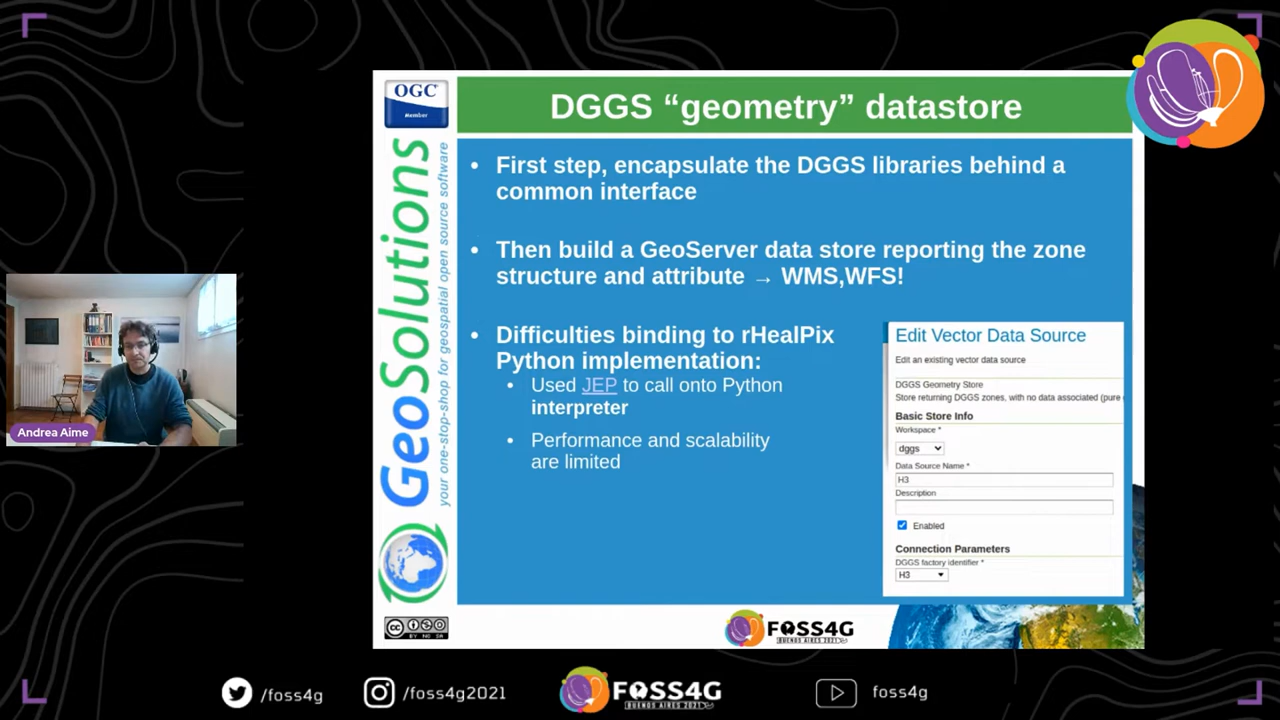 OGC
Member
GeoSolutions
your one-stop-shop for geospatial open source software
DGGS “geometry” datastore
• First step, encapsulate the DGGS libraries behind a
common interface
• Then build a GeoServer data store reporting the zone
structure and attribute → WMS,WFS!
• Difficulties binding to rHealPix
Python implementation:
• Used JEP to call onto Python
interpreter
• Performance and scalability
are limited
Edit Vector Data Source
Edit an existing vector data source
DGGS Geometry Store
Store returning DGGS zones, with no data associated (pure
Basic Store Info
Workspace *
dggs
Data Source Name *
H3
Description
Enabled
Connection Parameters
DGGS factory identifier *
H3
Andrea Aime
cc
BY NC SA
FOSS4G
BUENOS AIRES 2021
/foss4g
/foss4g2021
FOSS4G
BUENOS AIRES 2021
foss4g